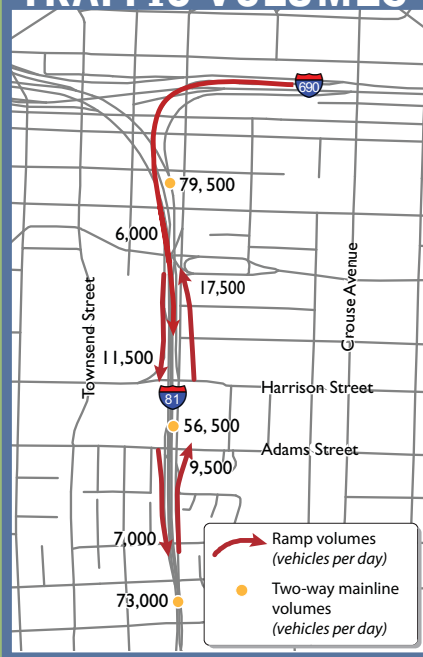 TRAFFIC VOLUMES
690
79, 500
6,000
17,500
Crouse Avenue
Townsend Street
11,500
Harrison Street
81
56, 500
Adams Street
9,500
7,000
73,000
Ramp volumes
(vehicles per day)
Two-way mainline
volumes
(vehicles per day)